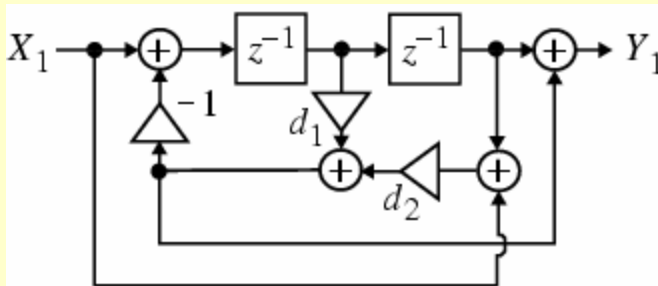 X₁ + z⁻¹ z⁻¹ + Y₁
−1
d₁
+ d₂ +